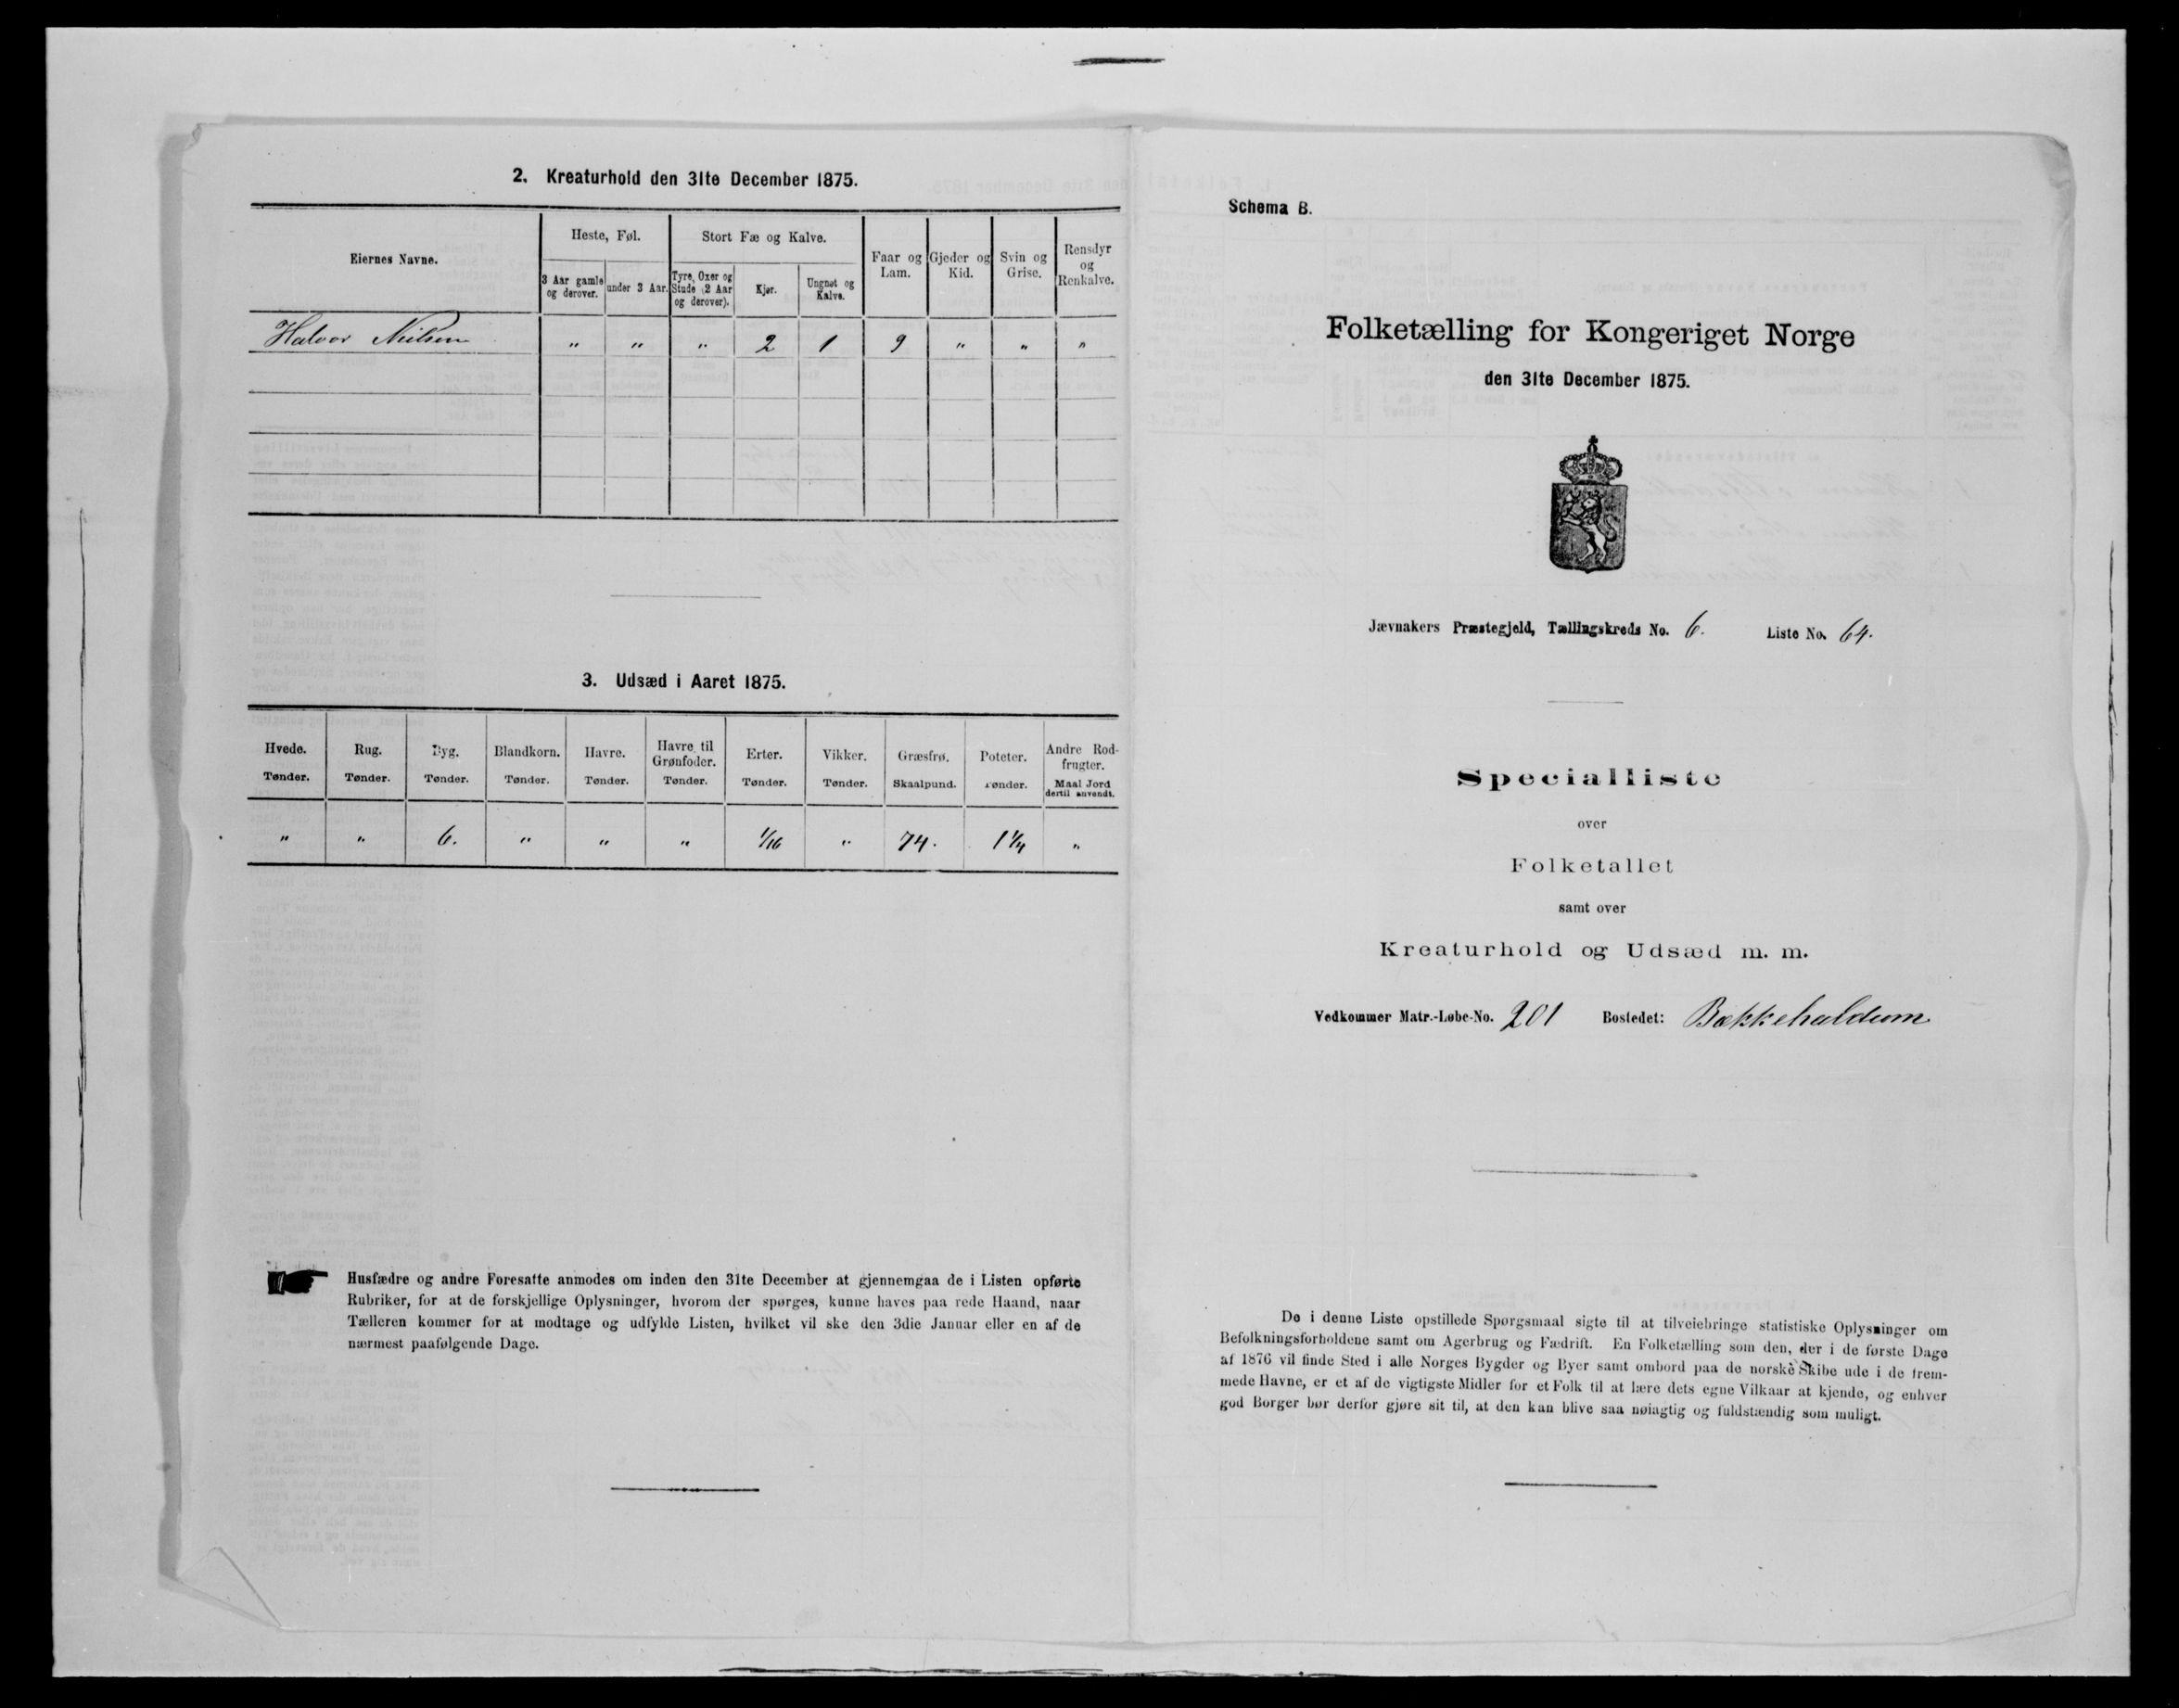 2. Kreaturhold den 31te December 1875.
Eiernes Navne.
Heste, Føl.
Stort Fæ og Kalve.
Faar og Lam.
Gjeder og Kid.
Svin og Grise.
Rensdyr og Renkalve.
3 Aar gamle og derover.
under 3 Aar.
Tyre, Oxer og Stude (2 Aar og derover).
Kjør.
Ungnøt og Kalve.
Halvor Nielsen " " " 2 1 9 " " "
3. Udsæd i Aaret 1875.
Hvede. Rug. Byg. Blandkorn. Havre. Havre til Grønfoder. Erter. Vikker. Græsfrø. Poteter. Andre Rodfrugter.
Tønder. Tønder. Tønder. Tønder. Tønder. Tønder. Tønder. Tønder. Skaalpund. Tønder. Maal Jord dertil anvendt.
" " 6. " " " 1/16 " 74. 1 1/4 "
Husfædre og andre Foresatte anmodes om inden den 31te December at gjennemgaa de i Listen opførte
Rubriker, for at de forskjellige Oplysninger, hvorom der spørges, kunne haves paa rede Haand, naar
Tælleren kommer for at modtage og udfylde Listen, hvilket vil ske den 3die Januar eller en af de
nærmest paafølgende Dage.
Schema B.
Folketælling for Kongeriget Norge
den 31te December 1875.
Jævnakers Præstegjeld, Tællingskreds No. 6. Liste No. 64.
Specialliste
over
Folketallet
samt over
Kreaturhold og Udsæd m. m.
Vedkommer Matr.-Løbe-No. 201 Bostedet: Bækkehaldum
De i denne Liste opstillede Spørgsmaal sigte til at tilveiebringe statistiske Oplysninger om
Befolkningsforholdene samt om Agerbrug og Fædrift. En Folketælling som den, der i de første Dage
af 1876 vil finde Sted i alle Norges Bygder og Byer samt ombord paa de norske Skibe ude i de frem-
mede Havne, er et af de vigtigste Midler for et Folk til at lære dets egne Vilkaar at kjende, og enhver
god Borger bør derfor gjøre sit til, at den kan blive saa nøiagtig og fuldstændig som muligt.